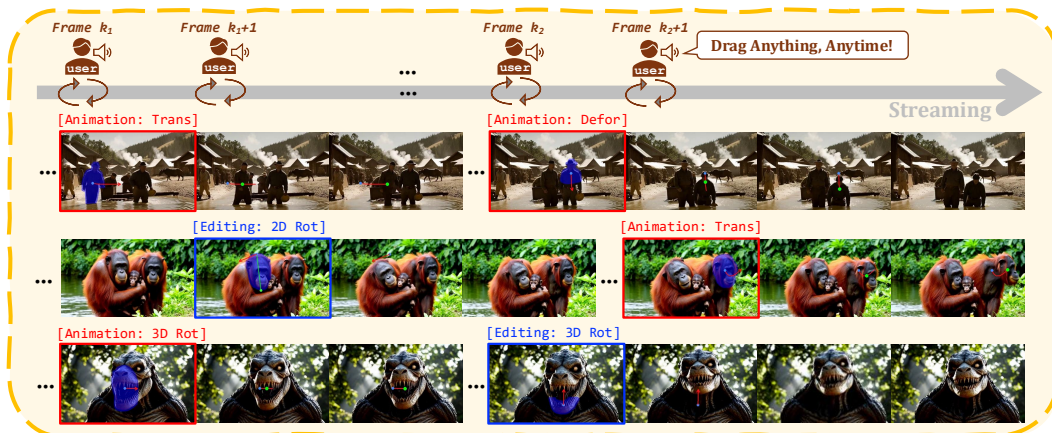 Frame k1
Frame k1+1
Frame k2
Frame k2+1
user
user
...
user
user
Drag Anything, Anytime!
...
Streaming
[Animation: Trans]
[Animation: Defor]
...
...
[Editing: 2D Rot]
[Animation: Trans]
...
...
[Animation: 3D Rot]
[Editing: 3D Rot]
...
...